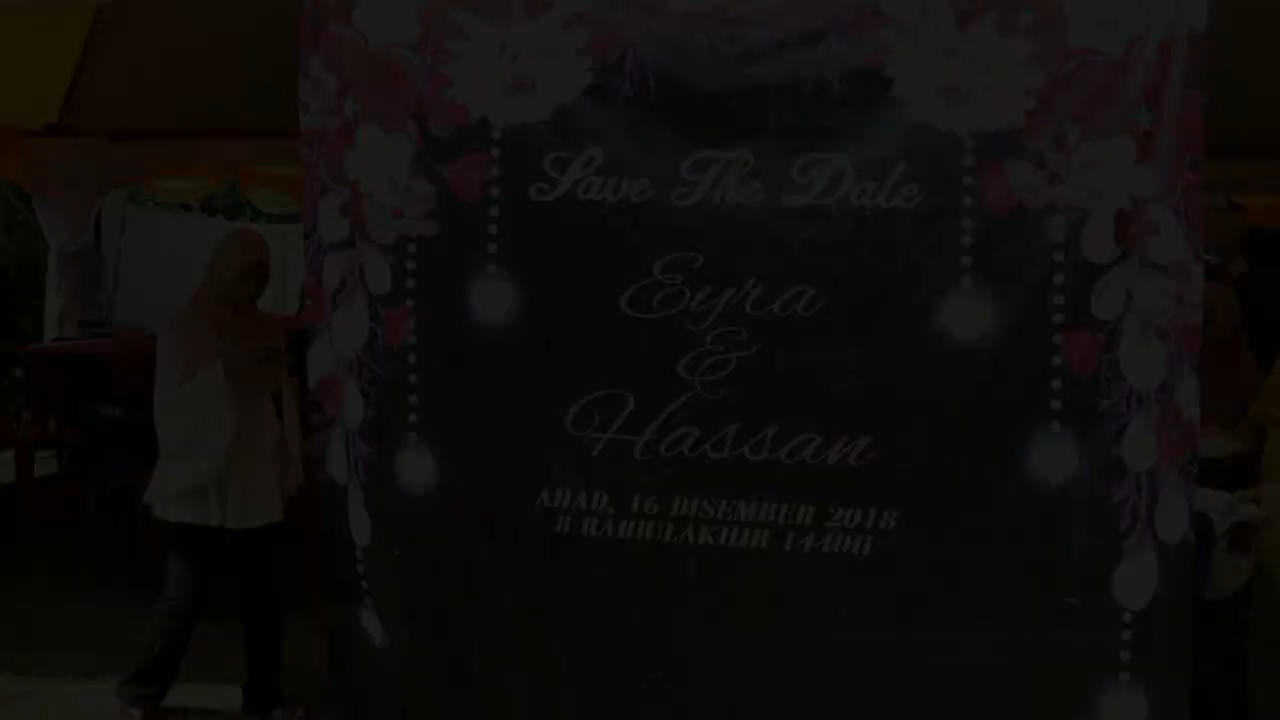 Save The Date
Eyra
&
Hassan
AHAD, 16 DISEMBER 2018
8 RABIULAKHIR 1440H